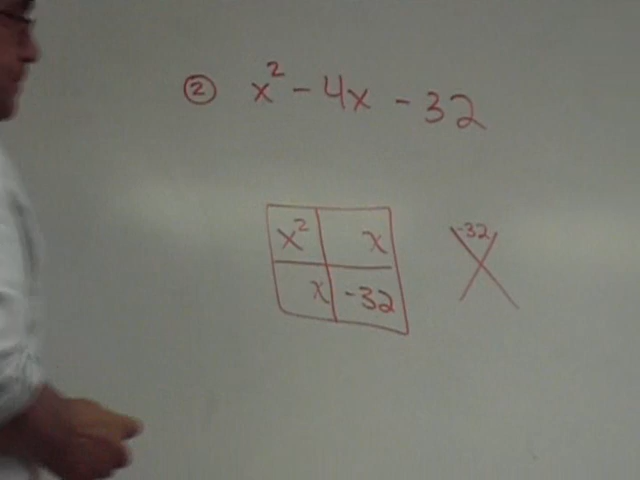 ② x² - 4x - 32
x² x -32
x -32